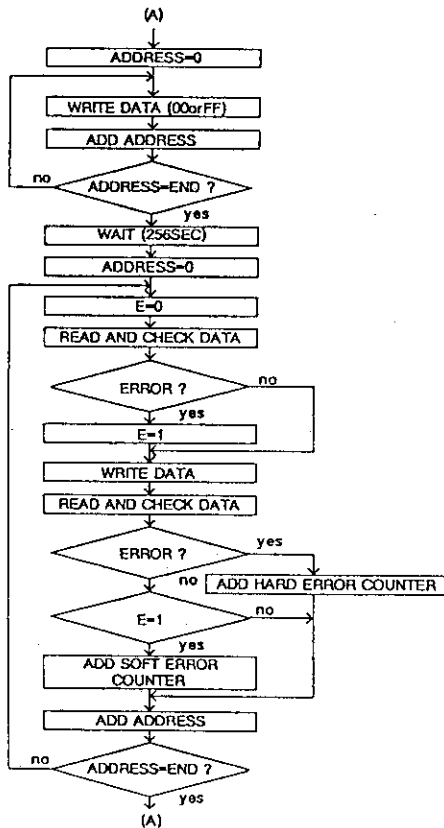 (A)
ADDRESS=0
WRITE DATA (00orFF)
ADD ADDRESS
no
ADDRESS=END ?
yes
WAIT (256SEC)
ADDRESS=0
E=0
READ AND CHECK DATA
ERROR ?
no
yes
E=1
WRITE DATA
READ AND CHECK DATA
ERROR ?
yes
no
ADD HARD ERROR COUNTER
E=1
no
yes
ADD SOFT ERROR
COUNTER
ADD ADDRESS
no
ADDRESS=END ?
yes
(A)